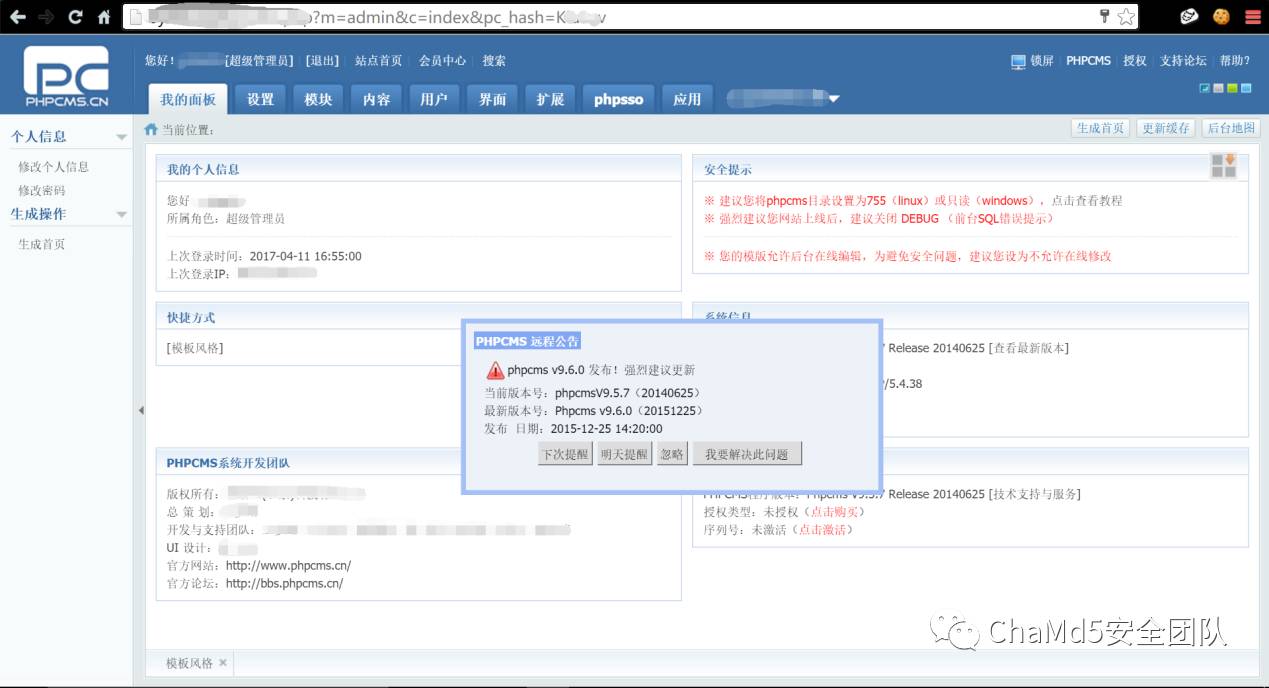 p?m=admin&c=index&pc_hash=K
您好! [超级管理员] [退出] 站点首页 会员中心 搜索
锁屏 PHPCMS 授权 支持论坛 帮助?
PC
PHPCMS.CN
我的面板 设置 模块 内容 用户 界面 扩展 phpsso 应用
个人信息
修改个人信息
修改密码
生成操作
生成首页
当前位置:
生成首页 更新缓存 后台地图
我的个人信息
您好
所属角色: 超级管理员
上次登录时间: 2017-04-11 16:55:00
上次登录IP:
安全提示
※ 建议您将phpcms目录设置为755（linux）或只读（windows），点击查看教程
※ 强烈建议您网站上线后，建议关闭 DEBUG （前台SQL错误提示）
※ 您的模版允许后台在线编辑，为避免安全问题，建议您设为不允许在线修改
快捷方式
[模板风格]
系统信息
Release 20140625 [查看最新版本]
/5.4.38
PHPCMS 远程公告
phpcms v9.6.0 发布！强烈建议更新
当前版本号: phpcmsV9.5.7（20140625）
最新版本号: Phpcms v9.6.0（20151225）
发布 日期: 2015-12-25 14:20:00
下次提醒 明天提醒 忽略 我要解决此问题
PHPCMS系统开发团队
版权所有:
总 策 划:
开发与支持团队:
UI 设计:
官方网站: http://www.phpcms.cn/
官方论坛: http://bbs.phpcms.cn/
PHPCMS程序版本: Phpcms V9.5.7 Release 20140625 [技术支持与服务]
授权类型: 未授权（点击购买）
序列号: 未激活（点击激活）
ChaMd5安全团队
模板风格 ×